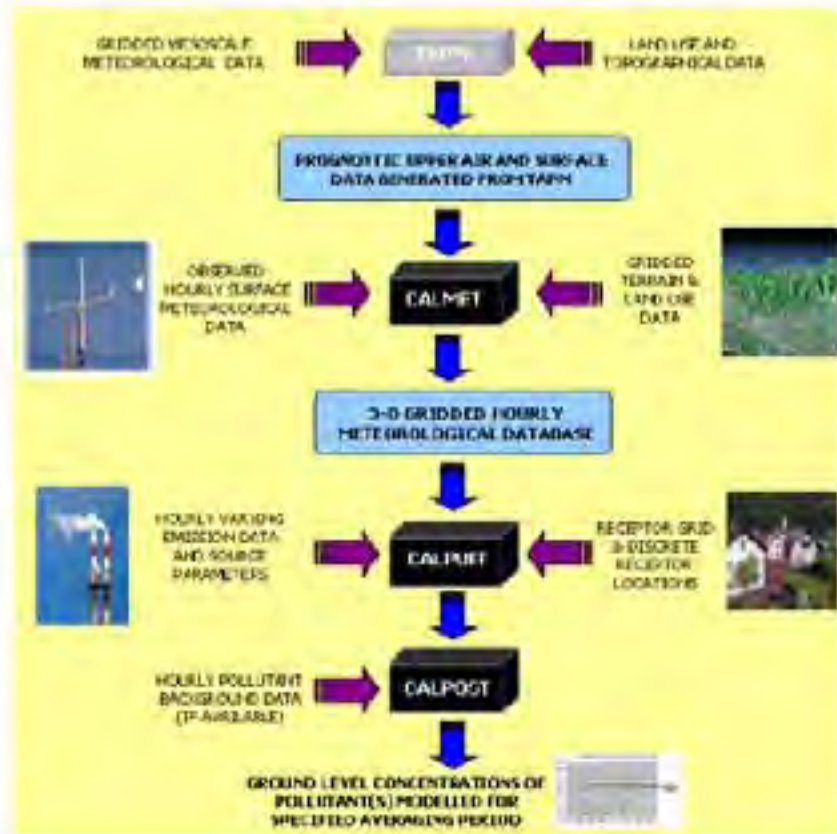 GRIDDED MESOSCALE
METEOROLOGICAL DATA
TAPM
LAND USE AND
TOPOGRAPHICAL DATA
PROGNOSTIC UPPER AIR AND SURFACE
DATA GENERATED FROM TAPM
OBSERVED
HOURLY SURFACE
METEOROLOGICAL
DATA
CALMET
GRIDDED
TERRAIN &
LAND USE
DATA
3-D GRIDDED HOURLY
METEOROLOGICAL DATABASE
HOURLY VARYING
EMISSION DATA
AND SOURCE
PARAMETERS
CALPUFF
RECEPTOR GRID
& DISCRETE
RECEPTOR
LOCATIONS
HOURLY POLLUTANT
BACKGROUND DATA
(IF AVAILABLE)
CALPOST
GROUND LEVEL CONCENTRATIONS OF
POLLUTANT(S) MODELLED FOR
SPECIFIED AVERAGING PERIOD